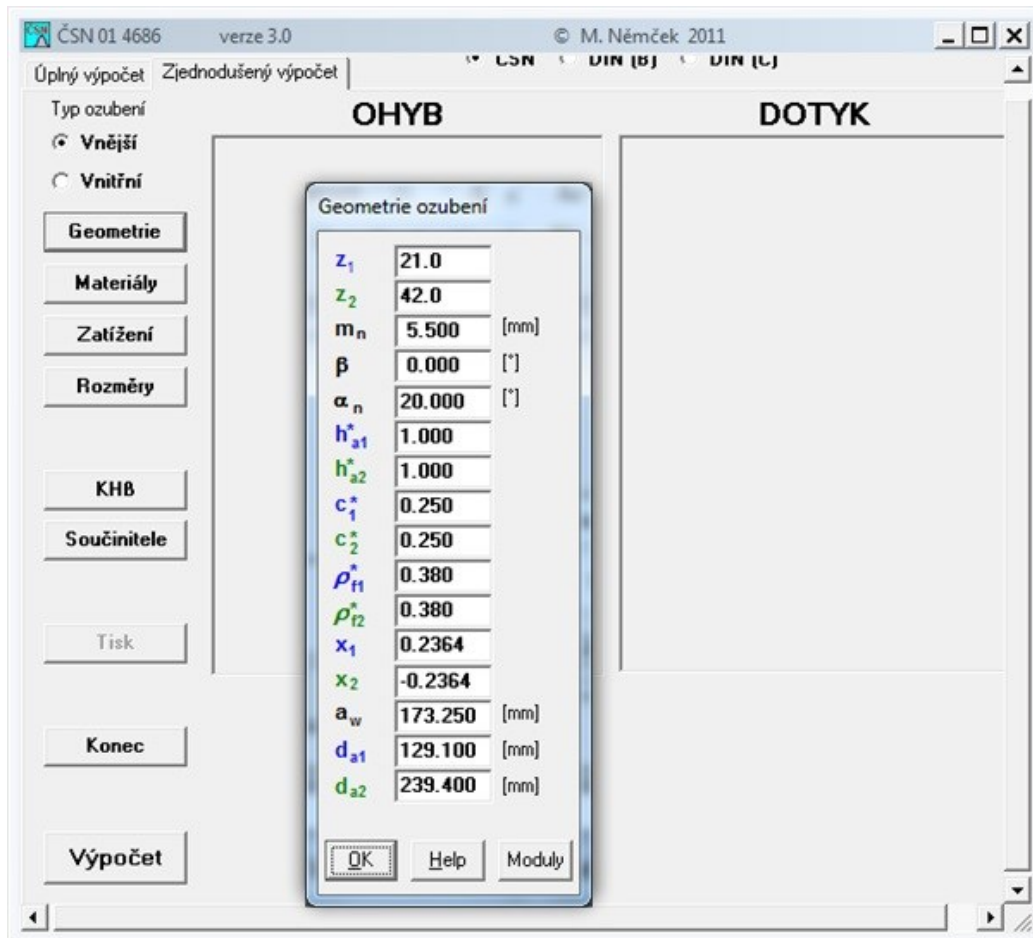 ČSN 01 4686 verze 3.0 © M. Němček 2011
Úplný výpočet Zjednodušený výpočet ČSN DIN (B) DIN (C)
Typ ozubení
Vnější
Vnitřní
Geometrie
Materiály
Zatížení
Rozměry
KHB
Součinitele
Tisk
Konec
Výpočet
OHYB
DOTYK
Geometrie ozubení
z1 21.0
z2 42.0
mn 5.500 [mm]
β 0.000 [°]
αn 20.000 [°]
h*a1 1.000
h*a2 1.000
c*1 0.250
c*2 0.250
ρ*f1 0.380
ρ*f2 0.380
x1 0.2364
x2 -0.2364
aw 173.250 [mm]
da1 129.100 [mm]
da2 239.400 [mm]
OK Help Moduly